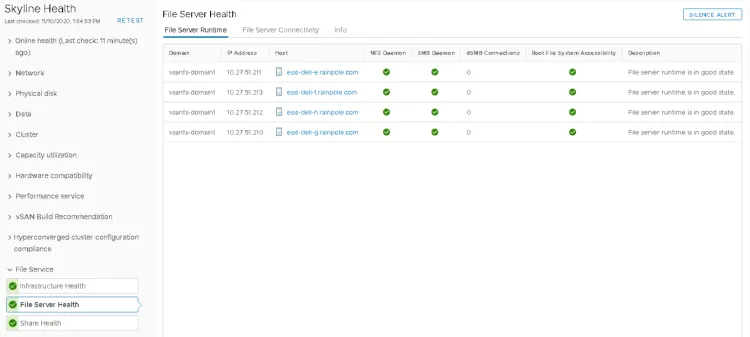 Skyline Health
Last checked: 11/10/2020, 1:54:53 PM
RETEST
Online health (Last check: 11 minute(s) ago)
Network
Physical disk
Data
Cluster
Capacity utilization
Hardware compatibility
Performance service
vSAN Build Recommendation
Hyperconverged cluster configuration compliance
File Service
Infrastructure Health
File Server Health
Share Health
File Server Health
SILENCE ALERT
File Server Runtime File Server Connectivity Info
Domain IP Address Host NFS Daemon SMB Daemon #SMB Connections Root File System Accessibility Description
vsanfs-domain1 10.27.51.211 esxi-dell-e.rainpole.com 0 File server runtime is in good state.
vsanfs-domain1 10.27.51.213 esxi-dell-f.rainpole.com 0 File server runtime is in good state.
vsanfs-domain1 10.27.51.212 esxi-dell-h.rainpole.com 0 File server runtime is in good state.
vsanfs-domain1 10.27.51.210 esxi-dell-g.rainpole.com 0 File server runtime is in good state.